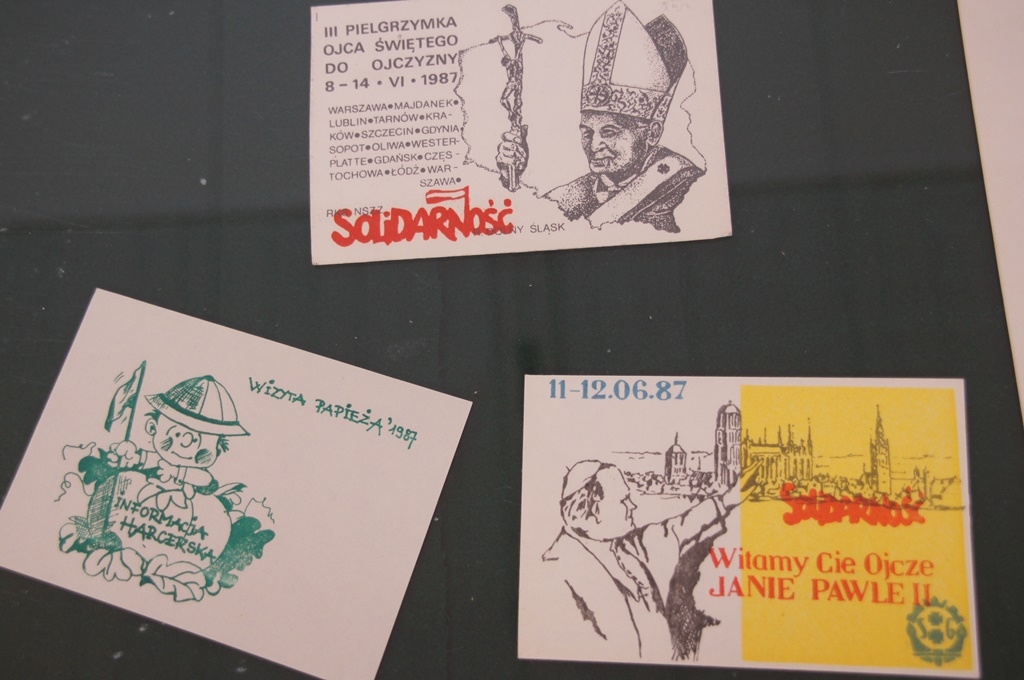 III PIELGRZYMKA
OJCA ŚWIĘTEGO
DO OJCZYZNY
8-14 • VI • 1987
WARSZAWA●MAJDANEK●
LUBLIN●TARNÓW●KRA-
KÓW●SZCZECIN●GDYNIA
SOPOT●OLIWA●WESTER-
PLATTE●GDAŃSK●CZĘS-
TOCHOWA●ŁÓDŹ●WAR-
SZAWA●
NSZZ
SOLiDARNOŚĆ
ŚLĄSK
WIZYTA PAPIEŻA '1987
INFORMACJA
HARCERSKA
11-12.06.87
SOLIDARNOŚĆ
Witamy Cie Ojcze
JANIE PAWLE II